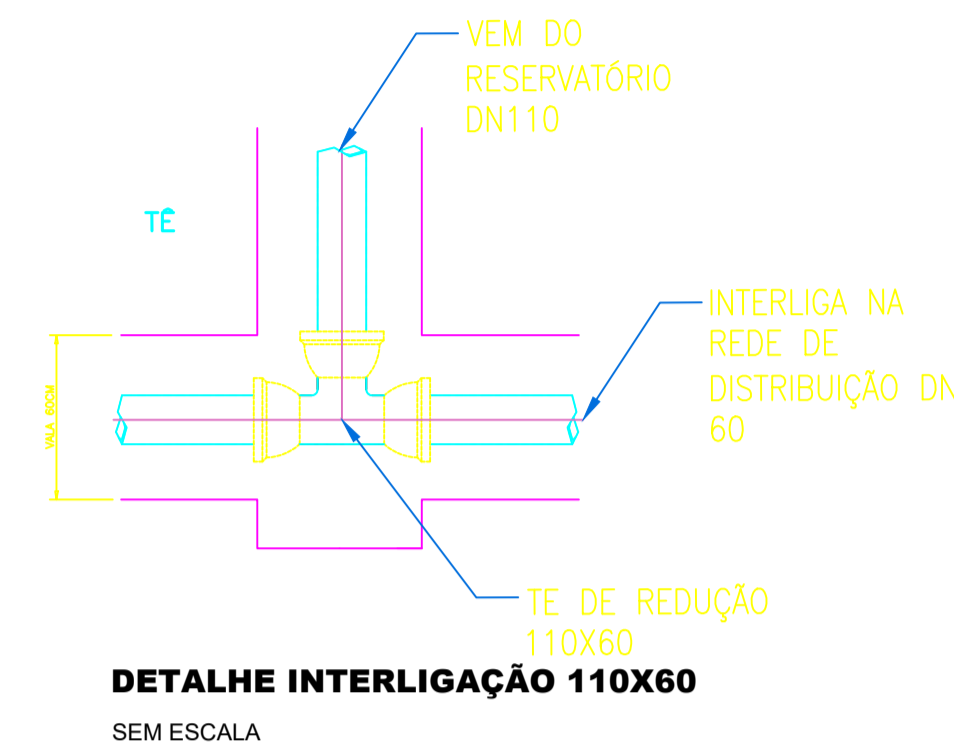 VEM DO
RESERVATÓRIO
DN110
TÊ
INTERLIGA NA
REDE DE
DISTRIBUIÇÃO DN
60
VALA 60CM
TE DE REDUÇÃO
110X60
DETALHE INTERLIGAÇÃO 110X60
SEM ESCALA